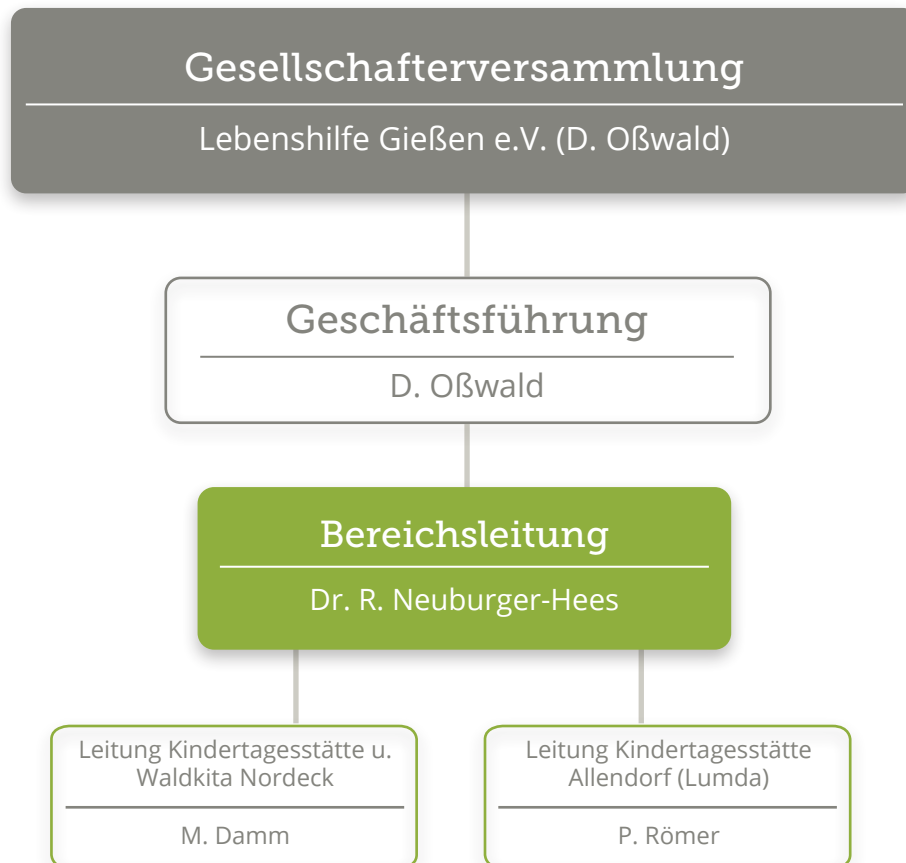 Gesellschafterversammlung
Lebenshilfe Gießen e.V. (D. Oßwald)
Geschäftsführung
D. Oßwald
Bereichsleitung
Dr. R. Neuburger-Hees
Leitung Kindertagesstätte u.
Waldkita Nordeck
M. Damm
Leitung Kindertagesstätte
Allendorf (Lumda)
P. Römer